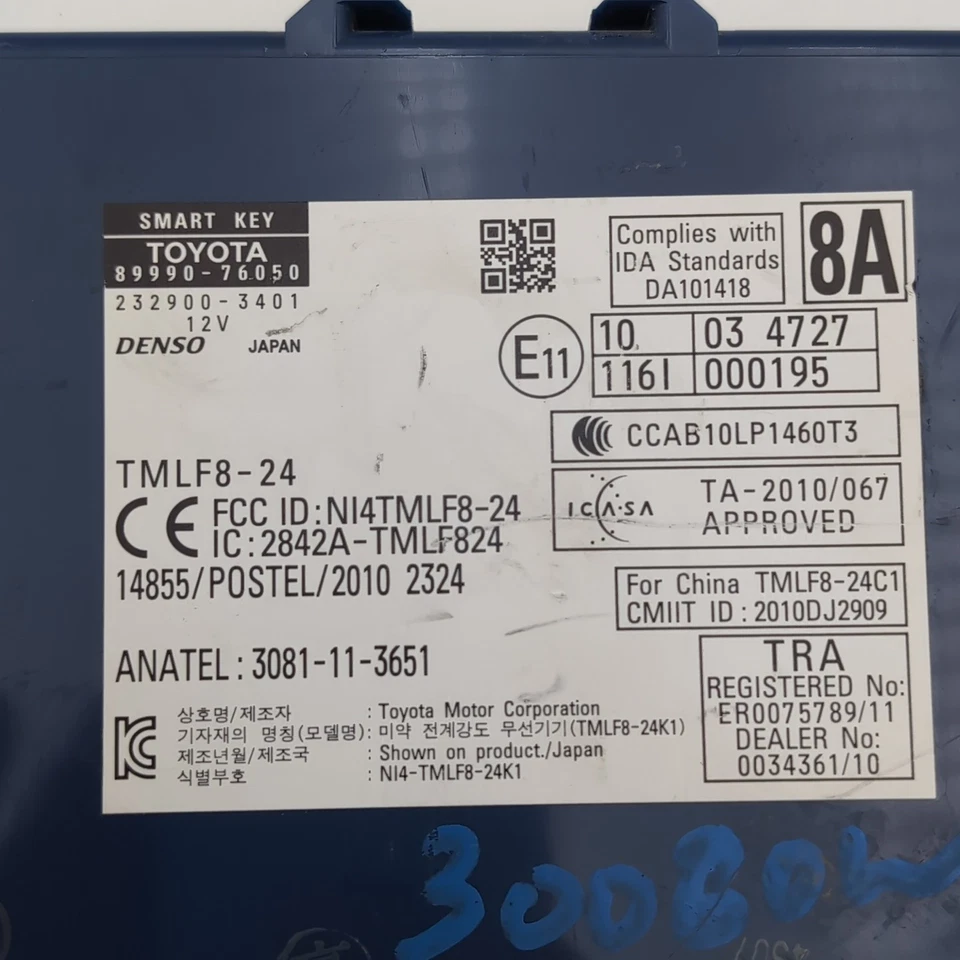 SMART KEY
TOYOTA
89990-76050
232900-3401
12V
DENSO JAPAN
Complies with
IDA Standards
DA101418
8A
E11
10 03 4727
116I 000195
CCAB10LP1460T3
TMLF8-24
CE FCC ID:NI4TMLF8-24
IC:2842A-TMLF824
14855/POSTEL/2010 2324
I.C.A.S.A
TA-2010/067
APPROVED
For China TMLF8-24C1
CMIIT ID:2010DJ2909
ANATEL:3081-11-3651
TRA
REGISTERED No:
ER0075789/11
DEALER No:
0034361/10
상호명/제조자 : Toyota Motor Corporation
기자재의 명칭(모델명) : 미약 전계강도 무선기기(TMLF8-24K1)
제조년월/제조국 : Shown on product./Japan
식별부호 : NI4-TMLF8-24K1